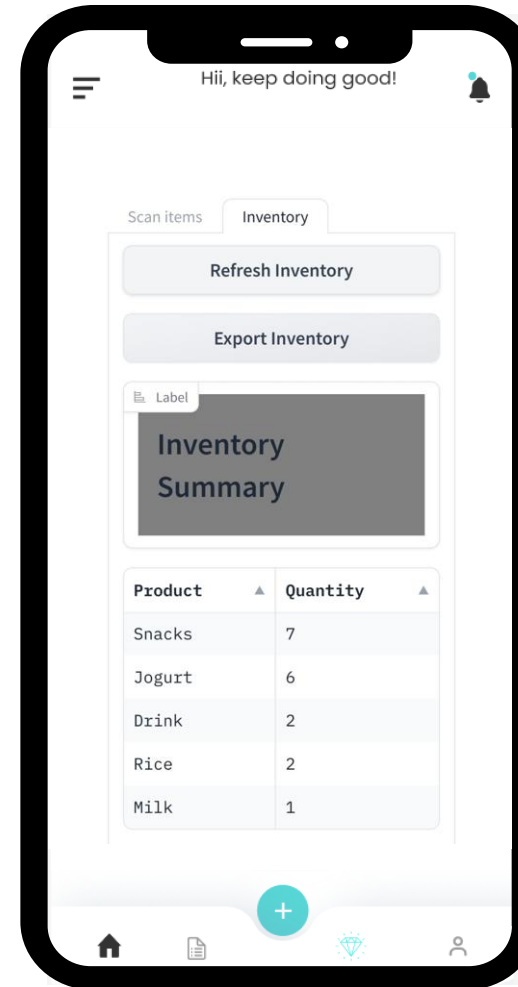 Hii, keep doing good!
Scan items Inventory
Refresh Inventory
Export Inventory
Label
Inventory
Summary
Product Quantity
Snacks 7
Jogurt 6
Drink 2
Rice 2
Milk 1